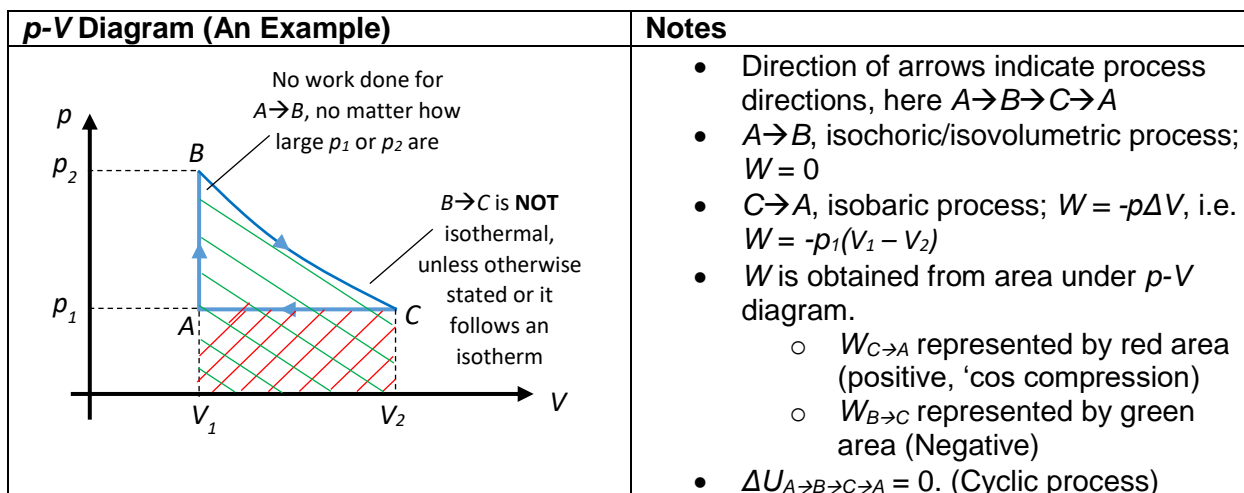 p-V Diagram (An Example)
No work done for
A→B, no matter how
large p1 or p2 are
p
p2
B
B→C is NOT
isothermal,
unless otherwise
stated or it
follows an
isotherm
p1
A
C
V1
V2
V
Notes
• Direction of arrows indicate process
directions, here A→B→C→A
• A→B, isochoric/isovolumetric process;
W = 0
• C→A, isobaric process; W = -pΔV, i.e.
W = -p1(V1 – V2)
• W is obtained from area under p-V
diagram.
o WC→A represented by red area
(positive, ‘cos compression)
o WB→C represented by green
area (Negative)
• ΔUA→B→C→A = 0. (Cyclic process)